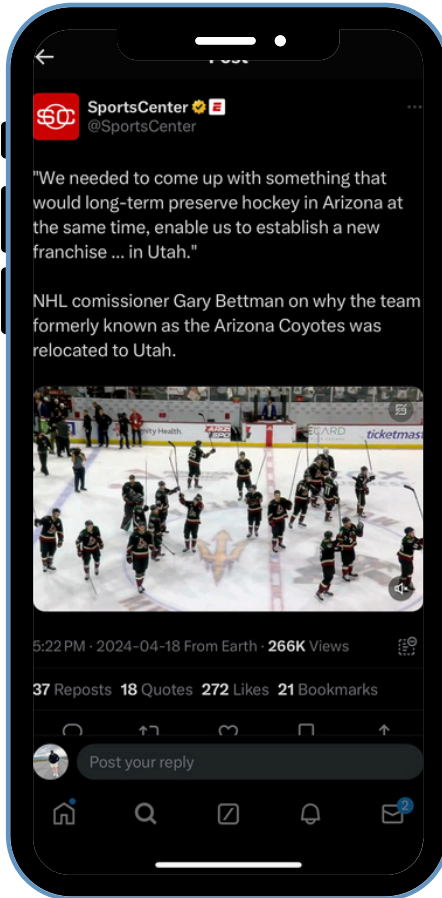 Post
SportsCenter
@SportsCenter
"We needed to come up with something that
would long-term preserve hockey in Arizona at
the same time, enable us to establish a new
franchise ... in Utah."
NHL comissioner Gary Bettman on why the team
formerly known as the Arizona Coyotes was
relocated to Utah.
ticketmas
5:22 PM · 2024-04-18 From Earth · 266K Views
37 Reposts 18 Quotes 272 Likes 21 Bookmarks
Post your reply
2